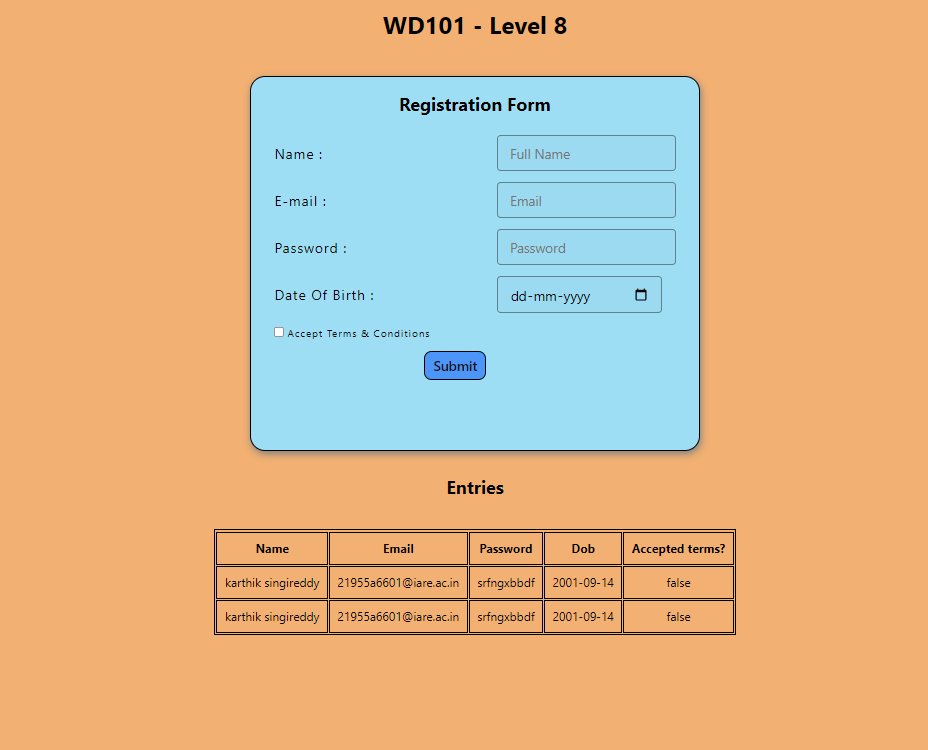 WD101 - Level 8
Registration Form
Name : Full Name
E-mail : Email
Password : Password
Date Of Birth : dd-mm-yyyy
Accept Terms & Conditions
Submit
Entries
Name Email Password Dob Accepted terms?
karthik singireddy 21955a6601@iare.ac.in srfngxbbdf 2001-09-14 false
karthik singireddy 21955a6601@iare.ac.in srfngxbbdf 2001-09-14 false